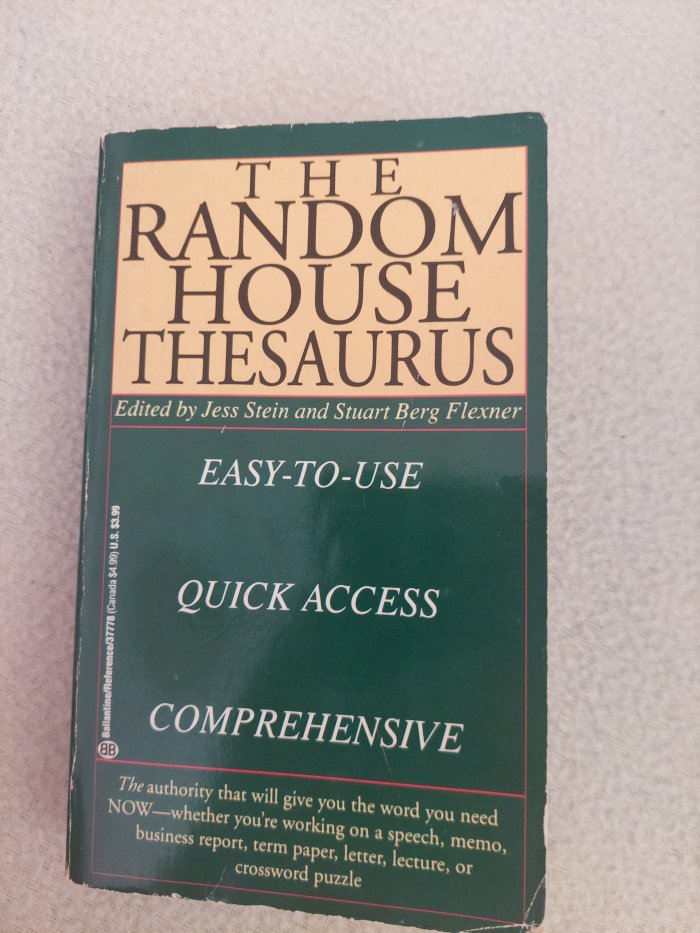 THE
RANDOM
HOUSE
THESAURUS
Edited by Jess Stein and Stuart Berg Flexner
EASY-TO-USE
QUICK ACCESS
COMPREHENSIVE
BB Ballantine/Reference/37778 (Canada $4.99) U.S. $3.99
The authority that will give you the word you need
NOW—whether you're working on a speech, memo,
business report, term paper, letter, lecture, or
crossword puzzle